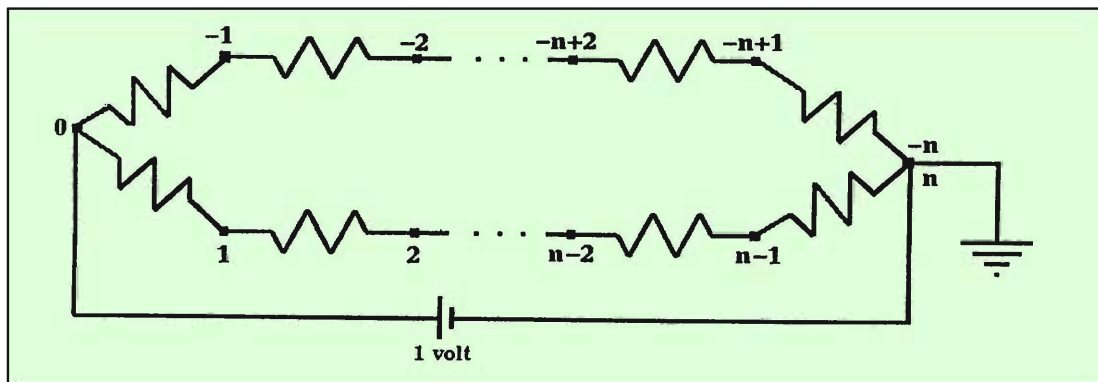 -1
-2
. . .
-n+2
-n+1
0
-n
n
1
2
. . .
n-2
n-1
1 volt